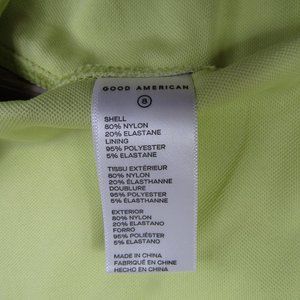 GOOD AMERICAN
8
SHELL
80% NYLON
20% ELASTANE
LINING
95% POLYESTER
5% ELASTANE
TISSU EXTÉRIEUR
80% NYLON
20% ÉLASTHANNE
DOUBLURE
95% POLYESTER
5% ÉLASTHANNE
EXTERIOR
80% NYLON
20% ELASTANO
FORRO
95% POLIÉSTER
5% ELASTANO
MADE IN CHINA
FABRIQUÉ EN CHINE
HECHO EN CHINA